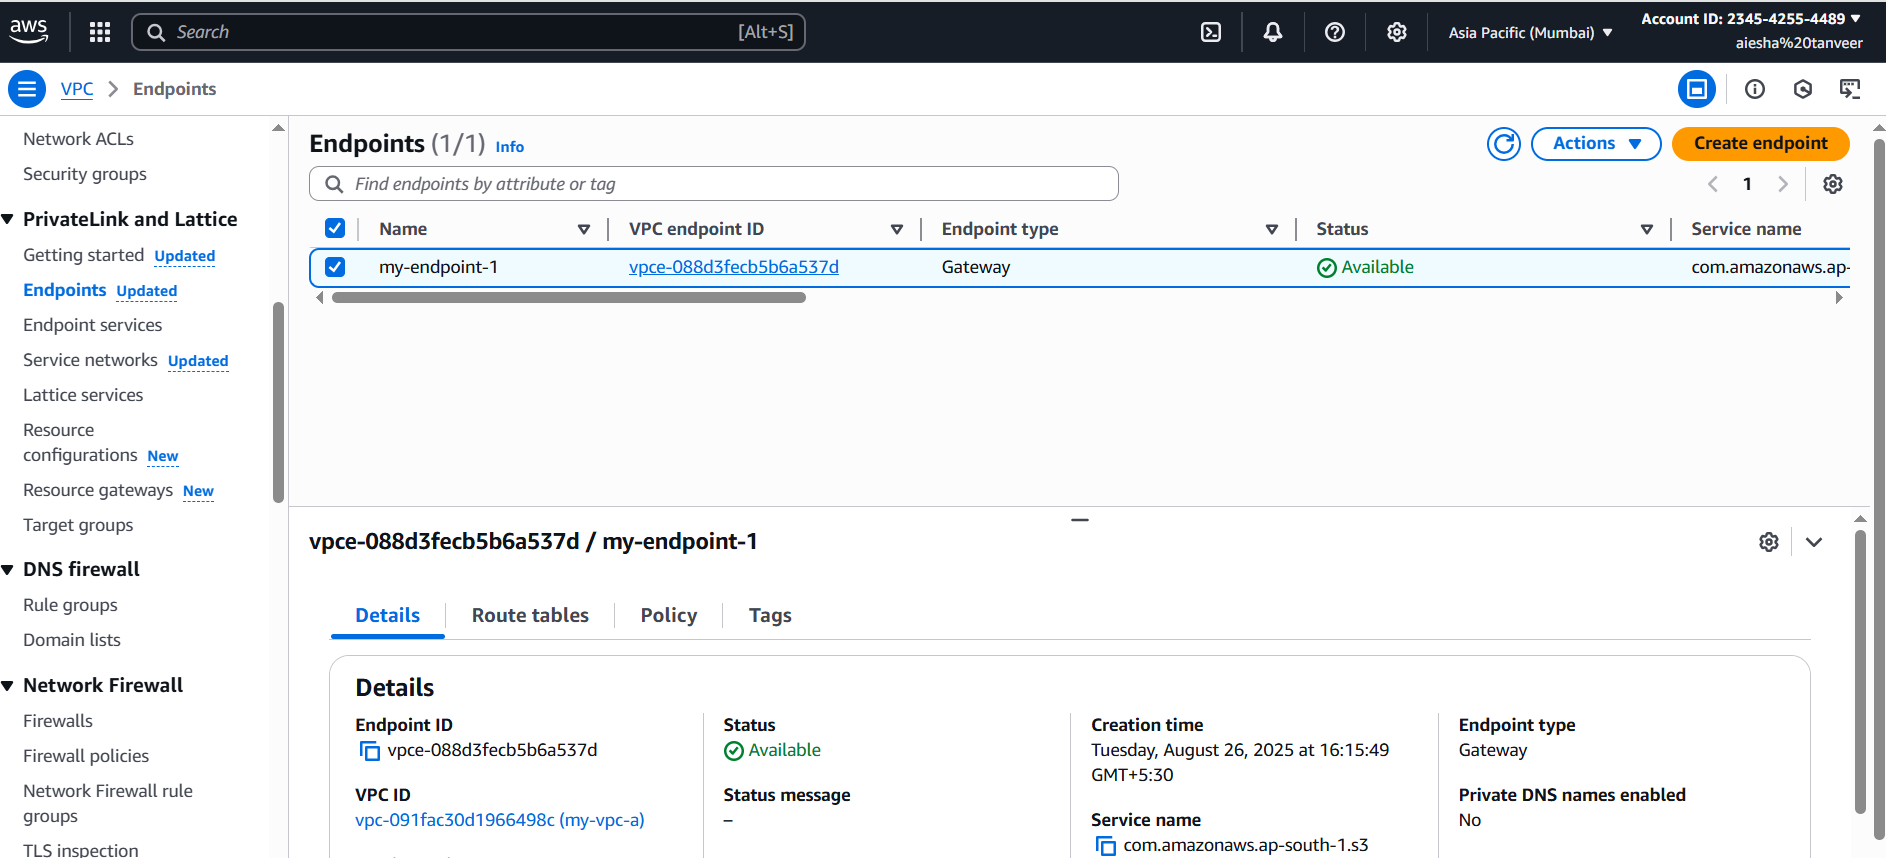 aws
Search [Alt+S]
Asia Pacific (Mumbai)
Account ID: 2345-4255-4489
aiesha%20tanveer
VPC
Endpoints
Network ACLs
Security groups
PrivateLink and Lattice
Getting started Updated
Endpoints Updated
Endpoint services
Service networks Updated
Lattice services
Resource
configurations New
Resource gateways New
Target groups
DNS firewall
Rule groups
Domain lists
Network Firewall
Firewalls
Firewall policies
Network Firewall rule
groups
TLS inspection
Endpoints (1/1) Info
Actions
Create endpoint
Find endpoints by attribute or tag
1
Name VPC endpoint ID Endpoint type Status Service name
my-endpoint-1 vpce-088d3fecb5b6a537d Gateway Available com.amazonaws.ap-
vpce-088d3fecb5b6a537d / my-endpoint-1
Details Route tables Policy Tags
Details
Endpoint ID
vpce-088d3fecb5b6a537d
VPC ID
vpc-091fac30d1966498c (my-vpc-a)
Status
Available
Status message
–
Creation time
Tuesday, August 26, 2025 at 16:15:49
GMT+5:30
Service name
com.amazonaws.ap-south-1.s3
Endpoint type
Gateway
Private DNS names enabled
No